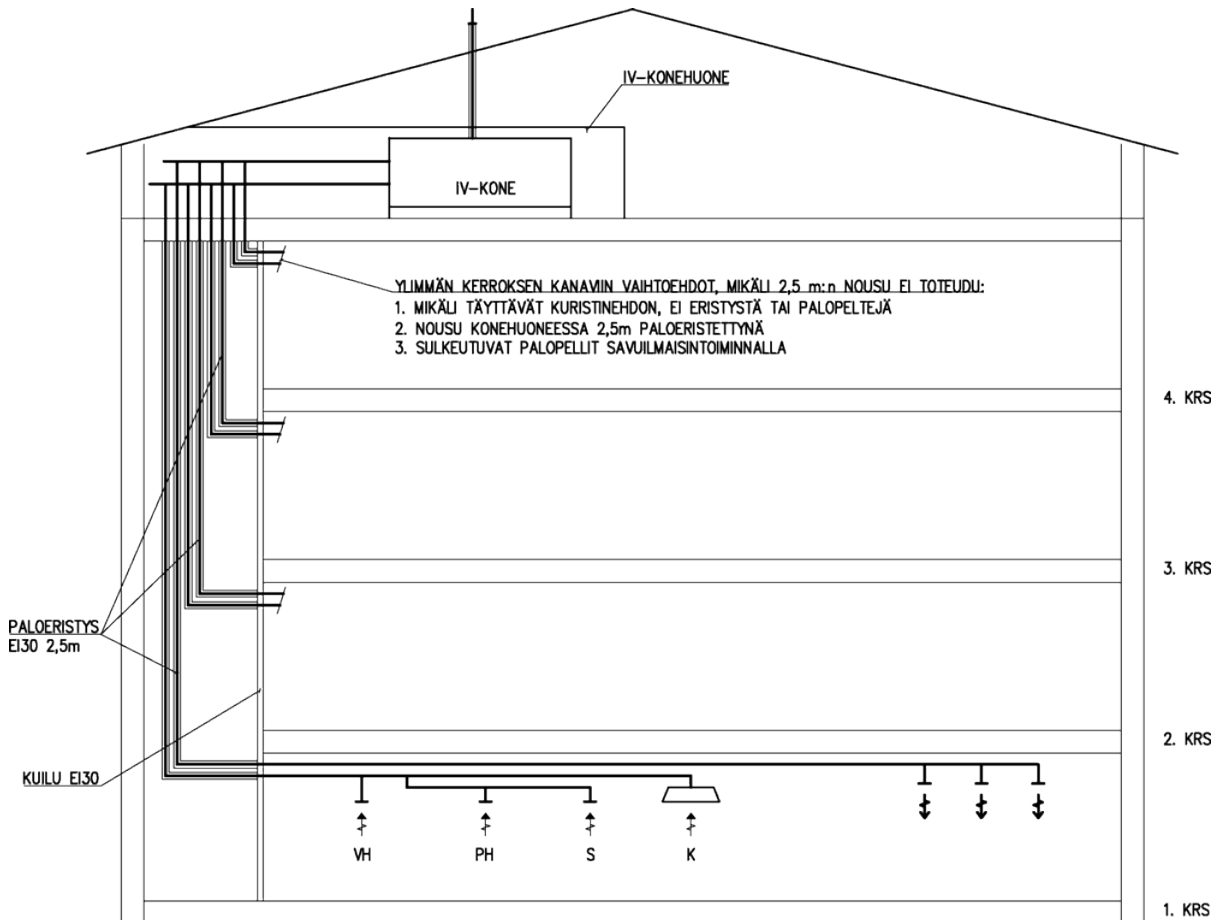 IV-KONEHUONE
IV-KONE
YLIMMÄN KERROKSEN KANAVIIN VAIHTOEHDOT, MIKÄLI 2,5 m:n NOUSU EI TOTEUDU:
1. MIKÄLI TÄYTTÄVÄT KURISTINEHDON, EI ERISTYSTÄ TAI PALOPELTEJÄ
2. NOUSU KONEHUONEESSA 2,5m PALOERISTETTYNÄ
3. SULKEUTUVAT PALOPELLIT SAVUILMAISINTOIMINNALLA
4. KRS
3. KRS
PALOERISTYS
EI30 2,5m
2. KRS
KUILU EI30
VH PH S K
1. KRS